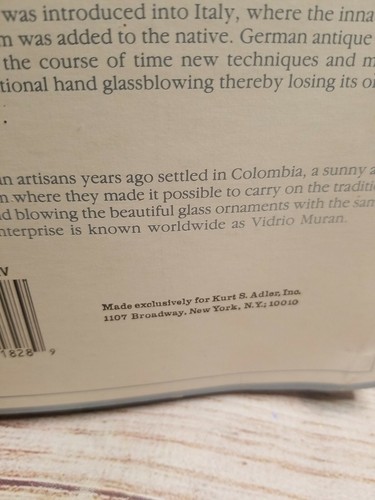 was introduced into Italy, where the inna
m was added to the native. German antique
the course of time new techniques and m
tional hand glassblowing thereby losing its o
.
n artisans years ago settled in Colombia, a sunny a
n where they made it possible to carry on the traditi
d blowing the beautiful glass ornaments with the sam
nterprise is known worldwide as Vidrio Muran.
V
Made exclusively for Kurt S. Adler, Inc.
1107 Broadway, New York, N.Y.; 10010
1828 9